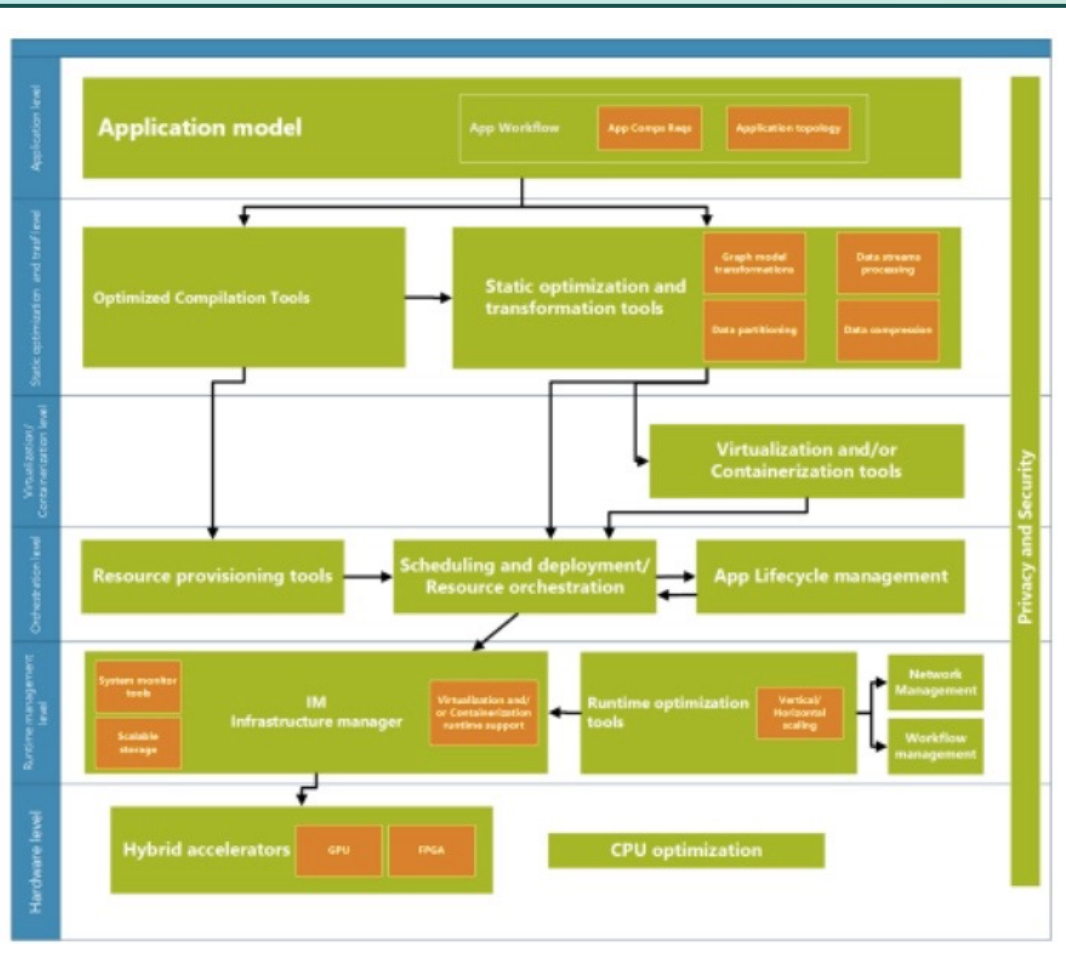 Application level
Application model
App Workflow
App Comps Reqs
Application topology
Static optimization and trasf level
Optimized Compilation Tools
Static optimization and
transformation tools
Graph model
transformations
Data streams
processing
Data partitioning
Data compression
Virtualization/
Containerization level
Virtualization and/or
Containerization tools
Orchestration level
Resource provisioning tools
Scheduling and deployment/
Resource orchestration
App Lifecycle management
Runtime management
level
System monitor
tools
Scalable
storage
IM
Infrastructure manager
Virtualization and/
or Containerization
runtime support
Runtime optimization
tools
Vertical/
Horizontal
scaling
Network
Management
Workflow
management
Hardware level
Hybrid accelerators
GPU
FPGA
CPU optimization
Privacy and Security